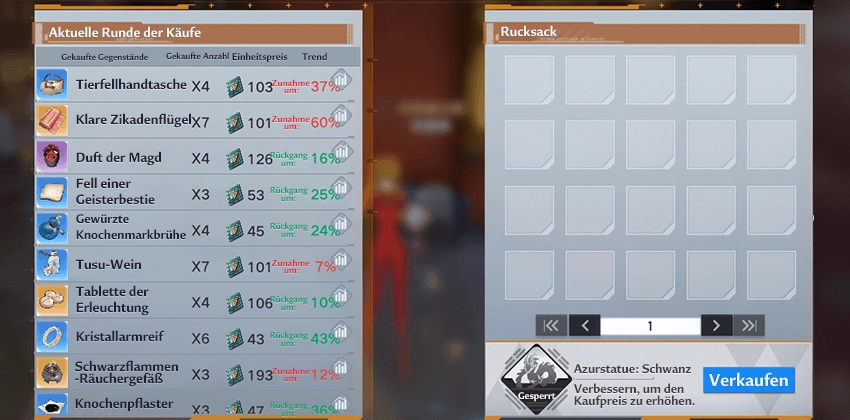 Aktuelle Runde der Käufe
Gekaufte Gegenstände Gekaufte Anzahl Einheitspreis Trend
Tierfellhandtasche X4 103 Zunahme um: 37%
Klare Zikadenflügel X7 101 Zunahme um: 60%
Duft der Magd X4 126 Rückgang um: 16%
Fell einer
Geisterbestie X3 53 Rückgang um: 25%
Gewürzte
Knochenmarkbrühe X4 45 Rückgang um: 24%
Tusu-Wein X7 101 Zunahme um: 7%
Tablette der
Erleuchtung X4 106 Rückgang um: 10%
Kristallarmreif X6 43 Rückgang um: 43%
Schwarzflammen
-Räuchergefäß X3 193 Zunahme um: 12%
Knochenpflaster X3 47 Rückgang um: 36%
Rucksack
1
Gesperrt
Azurstatue: Schwanz
Verbessern, um den
Kaufpreis zu erhöhen.
Verkaufen